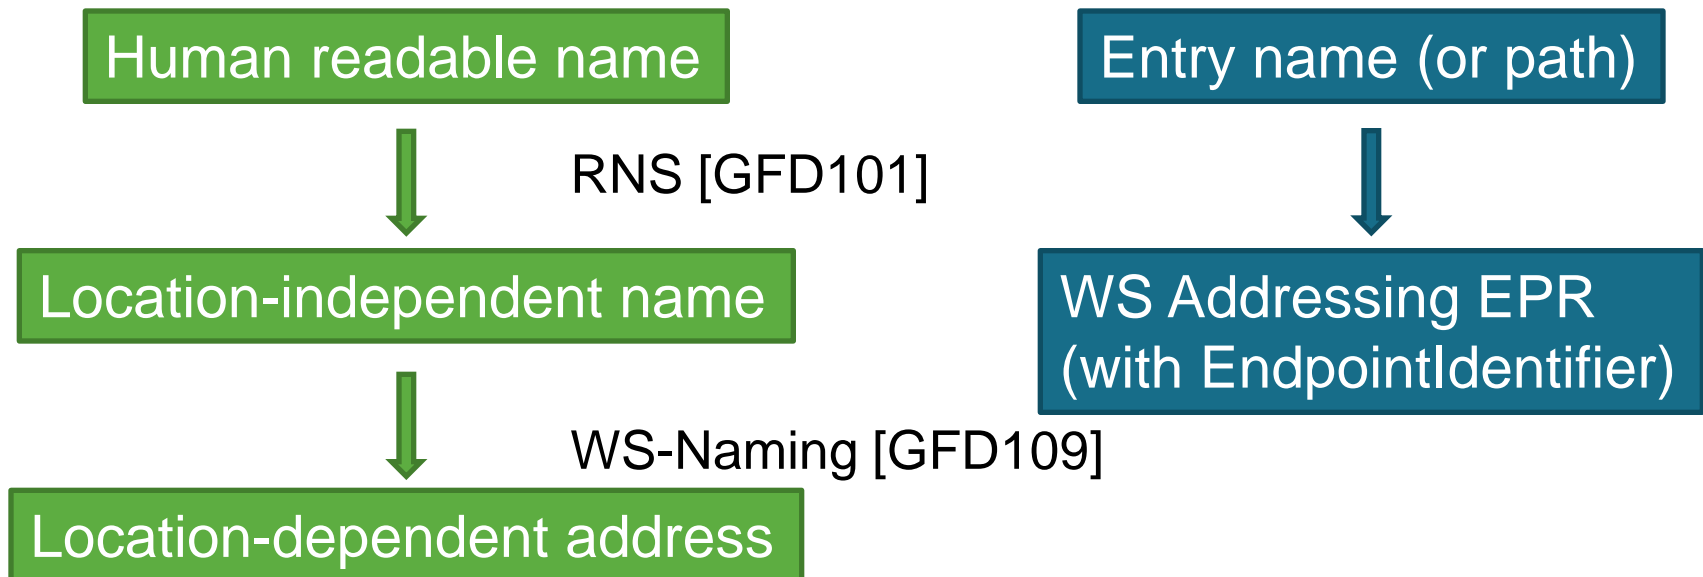 Human readable name
Entry name (or path)
RNS [GFD101]
Location-independent name
WS Addressing EPR
(with EndpointIdentifier)
WS-Naming [GFD109]
Location-dependent address